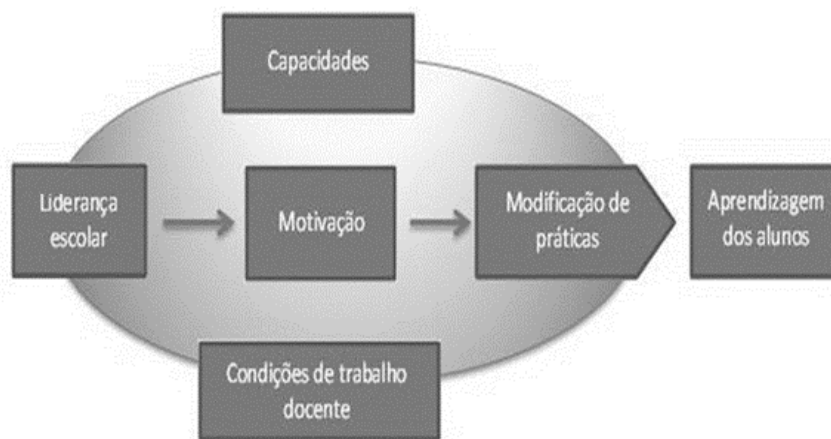 Capacidades
Liderança
escolar
Motivação
Modificação de
práticas
Aprendizagem
dos alunos
Condições de trabalho
docente